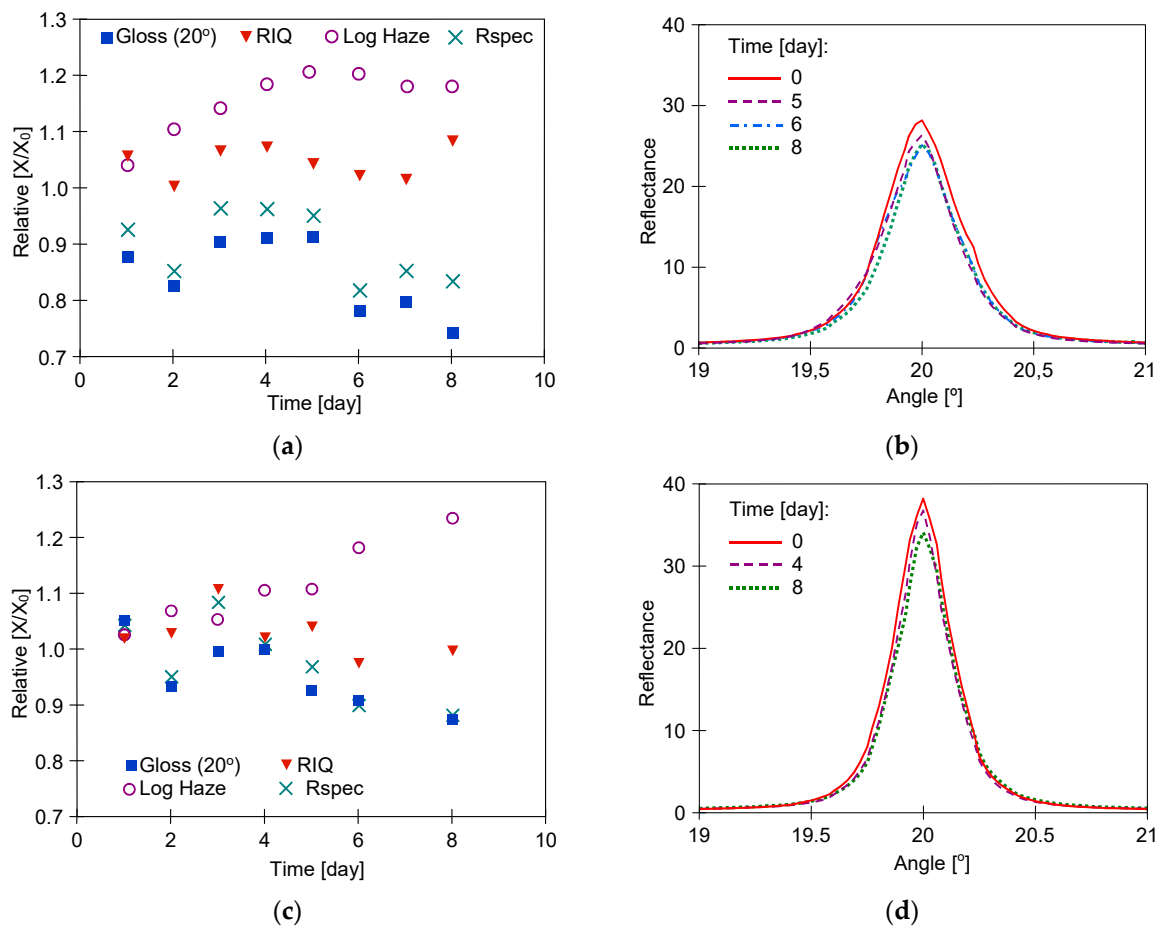 1.3
Gloss (20°) RIQ Log Haze Rspec
1.2
1.1
1.0
0.9
0.8
0.7
Relative [X/X₀]
0 2 4 6 8 10
Time [day]
(a)
40
30
20
10
0
Reflectance
Time [day]:
0
5
6
8
19 19,5 20 20,5 21
Angle [º]
(b)
1.3
1.2
1.1
1.0
0.9
0.8
0.7
Relative [X/X₀]
Gloss (20°) RIQ
Log Haze Rspec
0 2 4 6 8 10
Time [day]
(c)
40
30
20
10
0
Reflectance
Time [day]:
0
4
8
19 19.5 20 20.5 21
Angle [°]
(d)